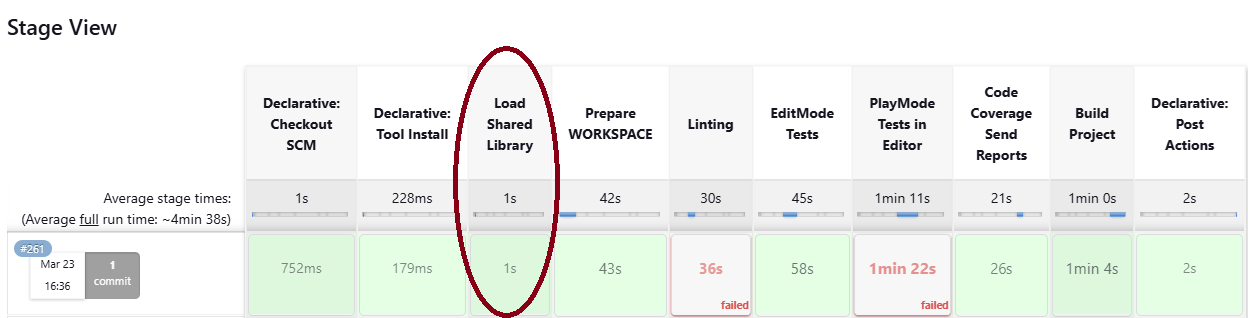 Stage View
Declarative: Checkout SCM
Declarative: Tool Install
Load Shared Library
Prepare WORKSPACE
Linting
EditMode Tests
PlayMode Tests in Editor
Code Coverage Send Reports
Build Project
Declarative: Post Actions
Average stage times:
(Average full run time: ~4min 38s)
1s
228ms
1s
42s
30s
45s
1min 11s
21s
1min 0s
2s
#261
Mar 23
16:36
1
commit
752ms
179ms
1s
43s
36s
failed
58s
1min 22s
failed
26s
1min 4s
2s